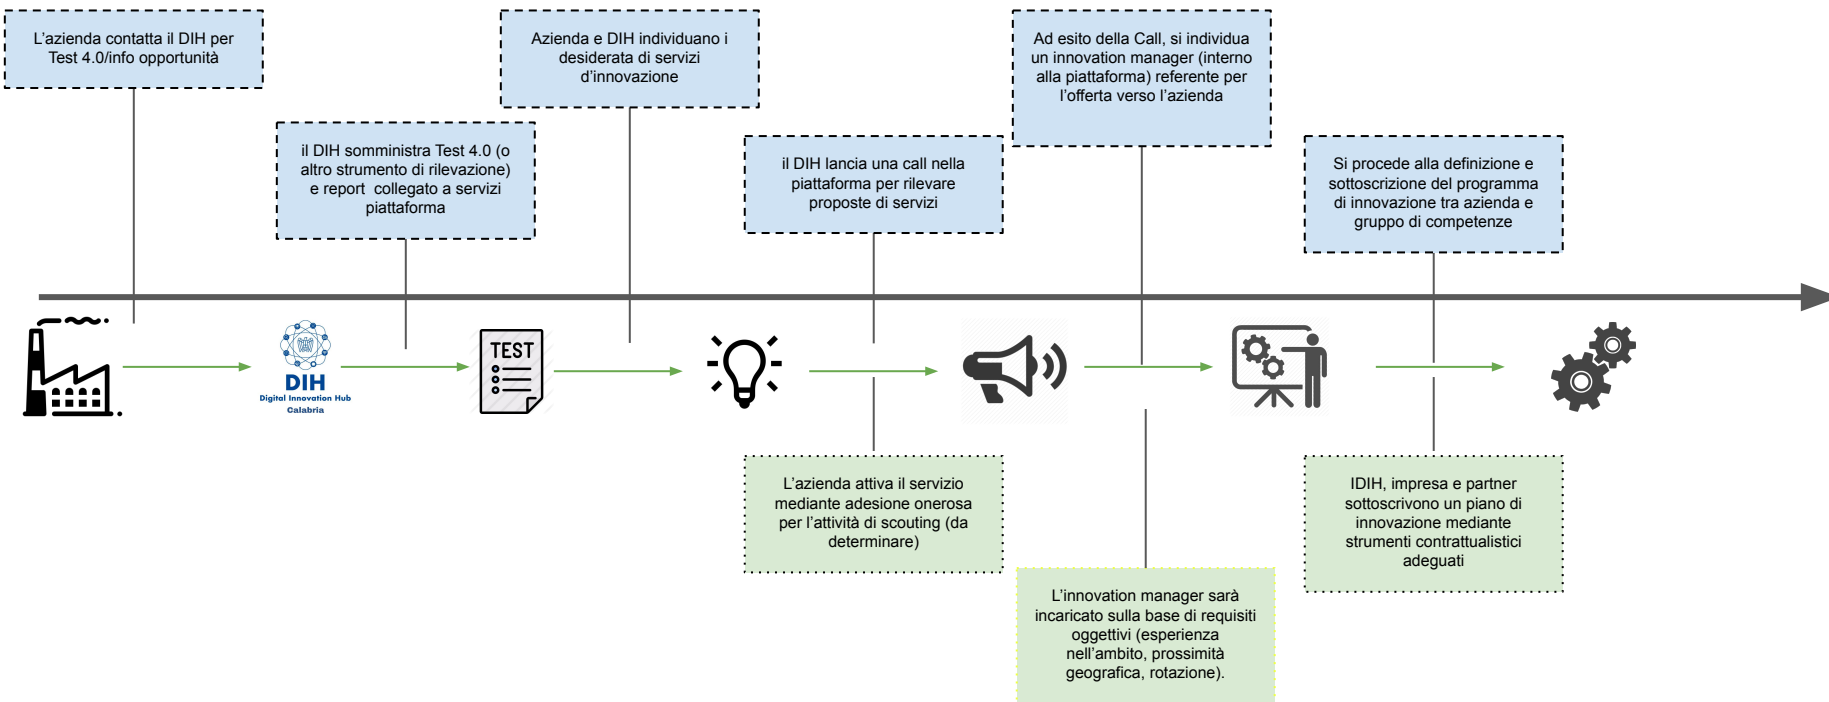 L'azienda contatta il DIH per
Test 4.0/info opportunità
il DIH somministra Test 4.0 (o
altro strumento di rilevazione)
e report collegato a servizi
piattaforma
Azienda e DIH individuano i
desiderata di servizi
d'innovazione
il DIH lancia una call nella
piattaforma per rilevare
proposte di servizi
Ad esito della Call, si individua
un innovation manager (interno
alla piattaforma) referente per
l'offerta verso l'azienda
Si procede alla definizione e
sottoscrizione del programma
di innovazione tra azienda e
gruppo di competenze
DIH
Digital Innovation Hub
Calabria
TEST
L'azienda attiva il servizio
mediante adesione onerosa
per l'attività di scouting (da
determinare)
L'innovation manager sarà
incaricato sulla base di requisiti
oggettivi (esperienza
nell'ambito, prossimità
geografica, rotazione).
IDIH, impresa e partner
sottoscrivono un piano di
innovazione mediante
strumenti contrattualistici
adeguati